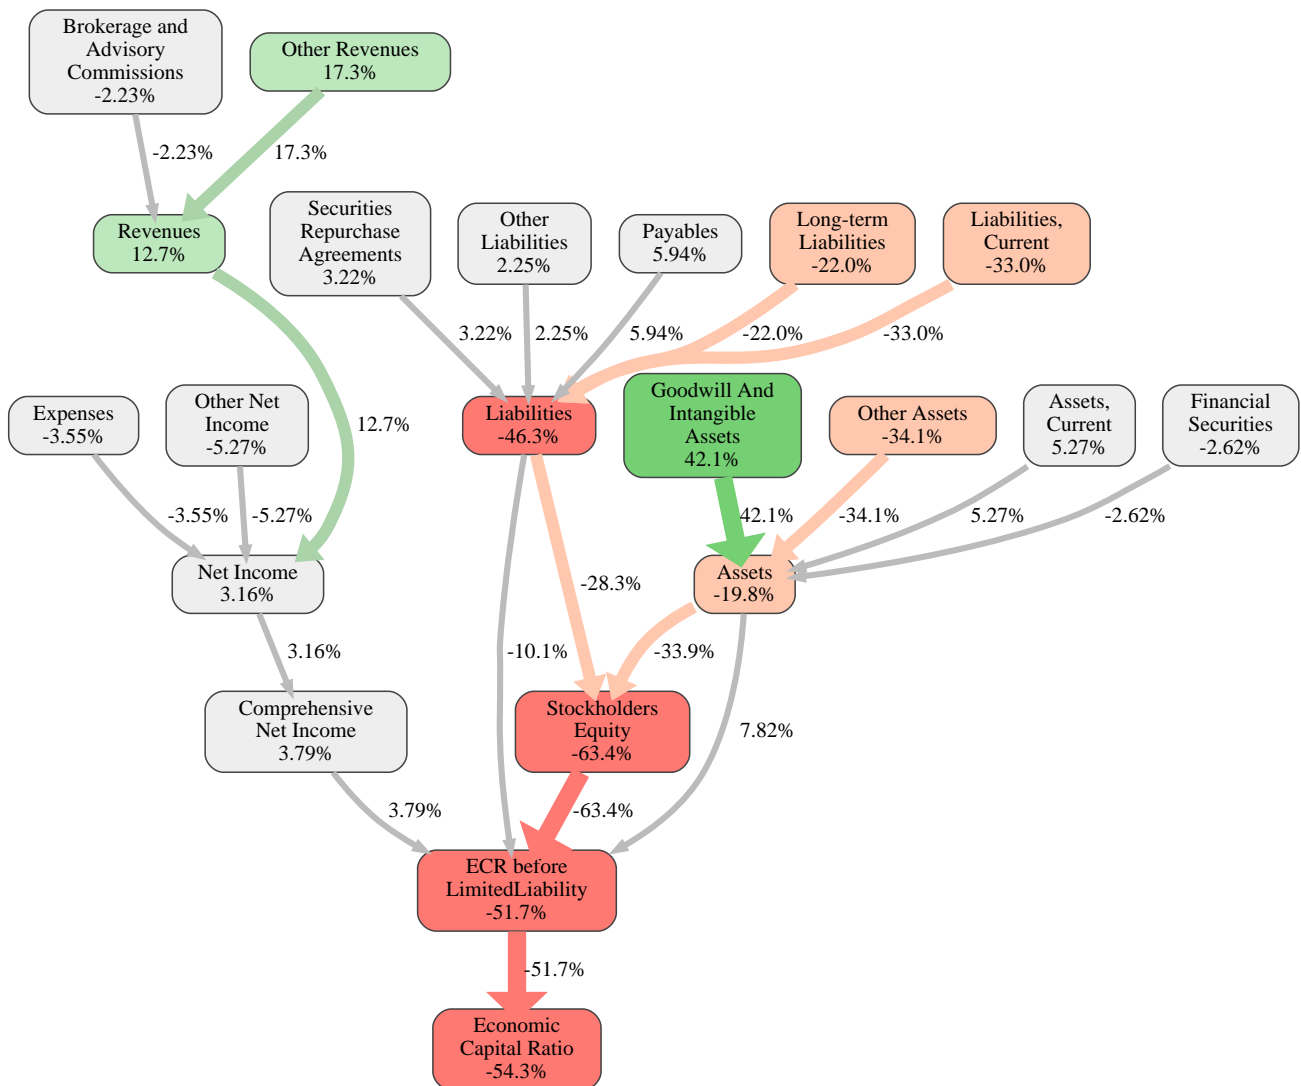 Brokerage and
Advisory
Commissions
-2.23%
Other Revenues
17.3%
-2.23%
17.3%
Revenues
12.7%
Securities
Repurchase
Agreements
3.22%
Other
Liabilities
2.25%
Payables
5.94%
Long-term
Liabilities
-22.0%
Liabilities,
Current
-33.0%
3.22%
2.25%
5.94%
-22.0%
-33.0%
Expenses
-3.55%
Other Net
Income
-5.27%
12.7%
Liabilities
-46.3%
Goodwill And
Intangible
Assets
42.1%
Other Assets
-34.1%
Assets,
Current
5.27%
Financial
Securities
-2.62%
-3.55%
-5.27%
42.1%
-34.1%
5.27%
-2.62%
Net Income
3.16%
-28.3%
Assets
-19.8%
3.16%
-10.1%
-33.9%
Comprehensive
Net Income
3.79%
Stockholders
Equity
-63.4%
7.82%
3.79%
-63.4%
ECR before
LimitedLiability
-51.7%
-51.7%
Economic
Capital Ratio
-54.3%